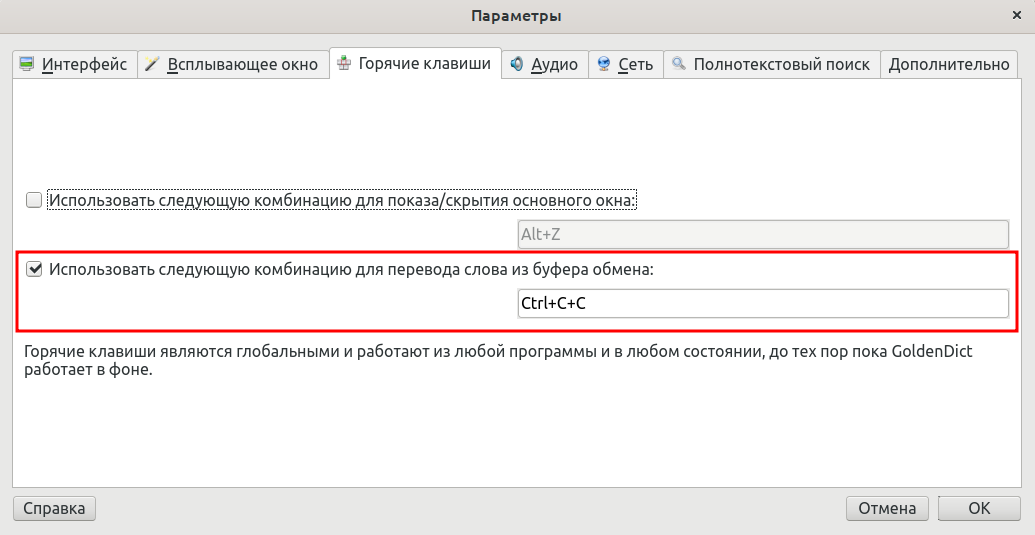 Параметры
Интерфейс
Всплывающее окно
Горячие клавиши
Аудио
Сеть
Полнотекстовый поиск
Дополнительно
Использовать следующую комбинацию для показа/скрытия основного окна:
Alt+Z
Использовать следующую комбинацию для перевода слова из буфера обмена:
Ctrl+C+C
Горячие клавиши являются глобальными и работают из любой программы и в любом состоянии, до тех пор пока GoldenDict
работает в фоне.
Справка
Отмена
OK